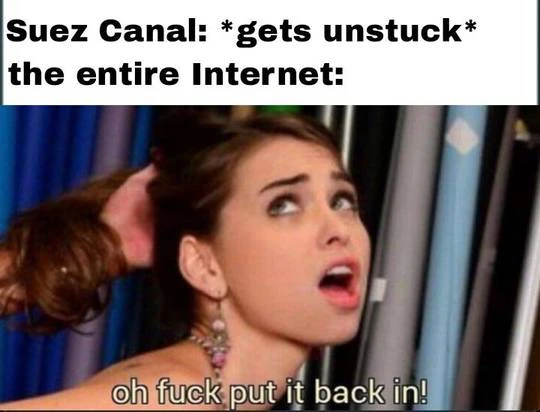 Suez Canal: *gets unstuck*
the entire Internet:
oh fuck put it back in!